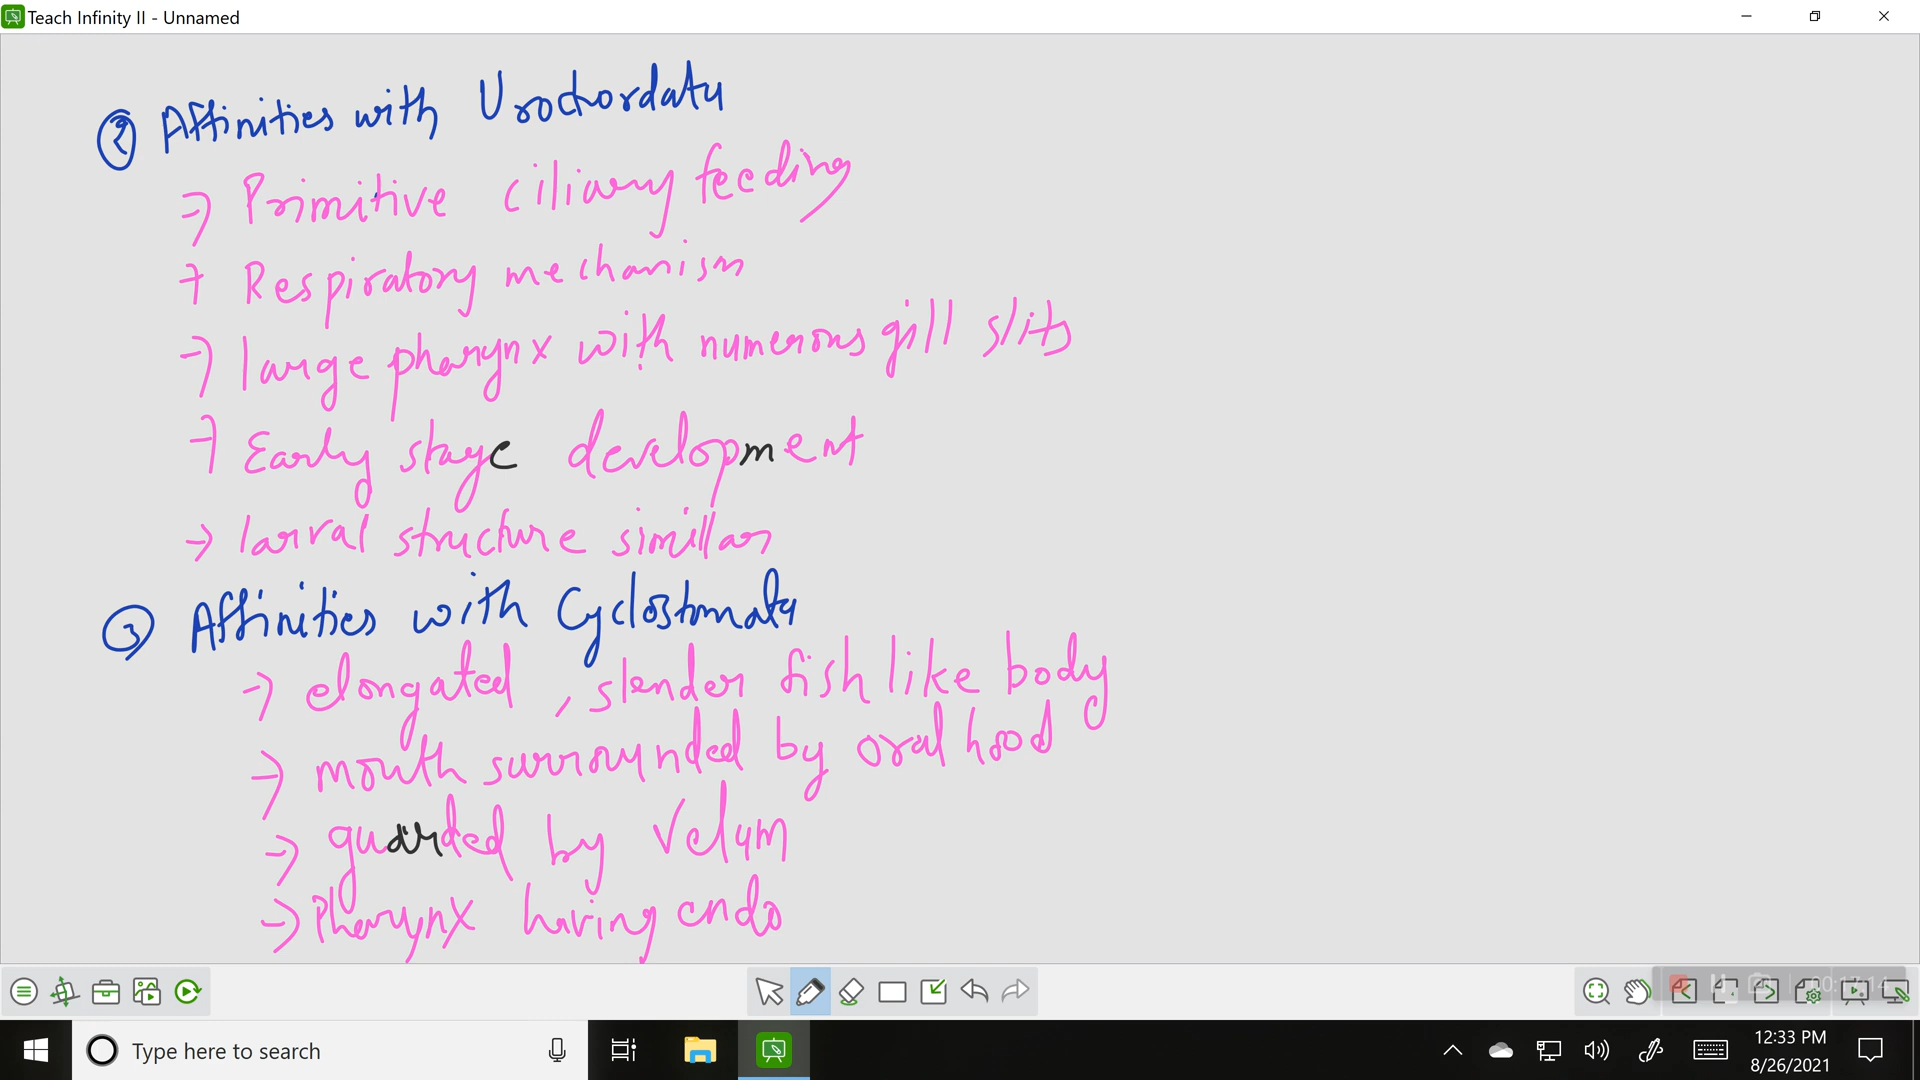 Teach Infinity II - Unnamed
② Affinities with Urochordata
→ Primitive ciliary feeding
→ Respiratory mechanism
→ large pharynx with numerous gill slits
→ Early stage development
→ larval structure simillar
③ Affinities with Cyclostomata
→ elongated, slender fish like body
→ mouth surrounded by oral hood
→ guarded by Velum
→ Pharynx having endo
Type here to search
12:33 PM
8/26/2021